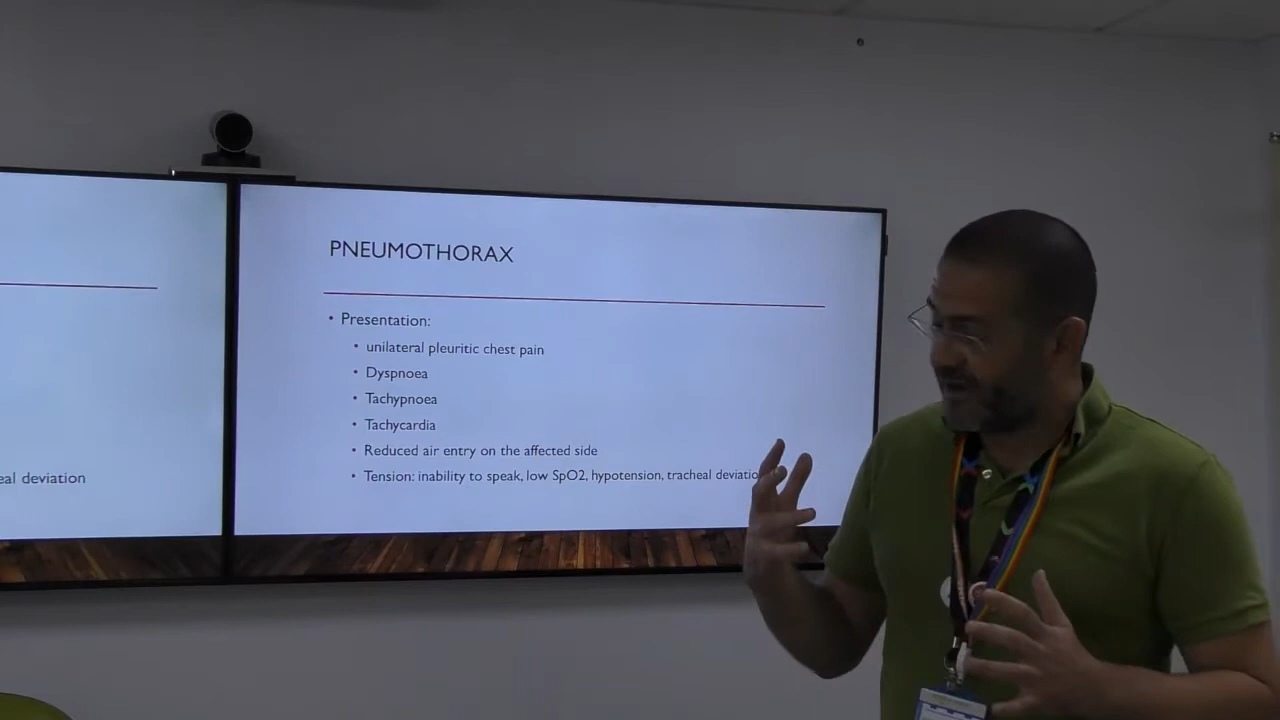 PNEUMOTHORAX
• Presentation:
• unilateral pleuritic chest pain
• Dyspnoea
• Tachypnoea
• Tachycardia
• Reduced air entry on the affected side
• Tension: inability to speak, low SpO2, hypotension, tracheal deviatio
eal deviation